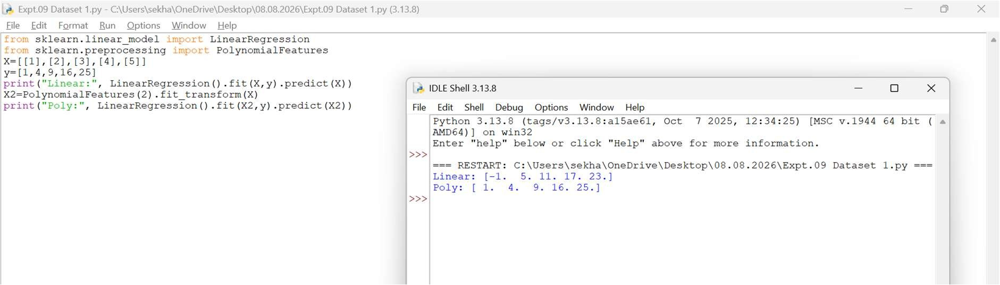 Expt.09 Dataset 1.py - C:\Users\sekha\OneDrive\Desktop\08.08.2026\Expt.09 Dataset 1.py (3.13.8)
File Edit Format Run Options Window Help
from sklearn.linear_model import LinearRegression
from sklearn.preprocessing import PolynomialFeatures
X=[[1],[2],[3],[4],[5]]
y=[1,4,9,16,25]
print("Linear:", LinearRegression().fit(X,y).predict(X))
X2=PolynomialFeatures(2).fit_transform(X)
print("Poly:", LinearRegression().fit(X2,y).predict(X2))
IDLE Shell 3.13.8
File Edit Shell Debug Options Window Help
Python 3.13.8 (tags/v3.13.8:a15ae61, Oct  7 2025, 12:34:25) [MSC v.1944 64 bit (
AMD64)] on win32
Enter "help" below or click "Help" above for more information.
>>>
=== RESTART: C:\Users\sekha\OneDrive\Desktop\08.08.2026\Expt.09 Dataset 1.py ===
Linear: [-1.  5. 11. 17. 23.]
Poly: [ 1.  4.  9. 16. 25.]
>>>